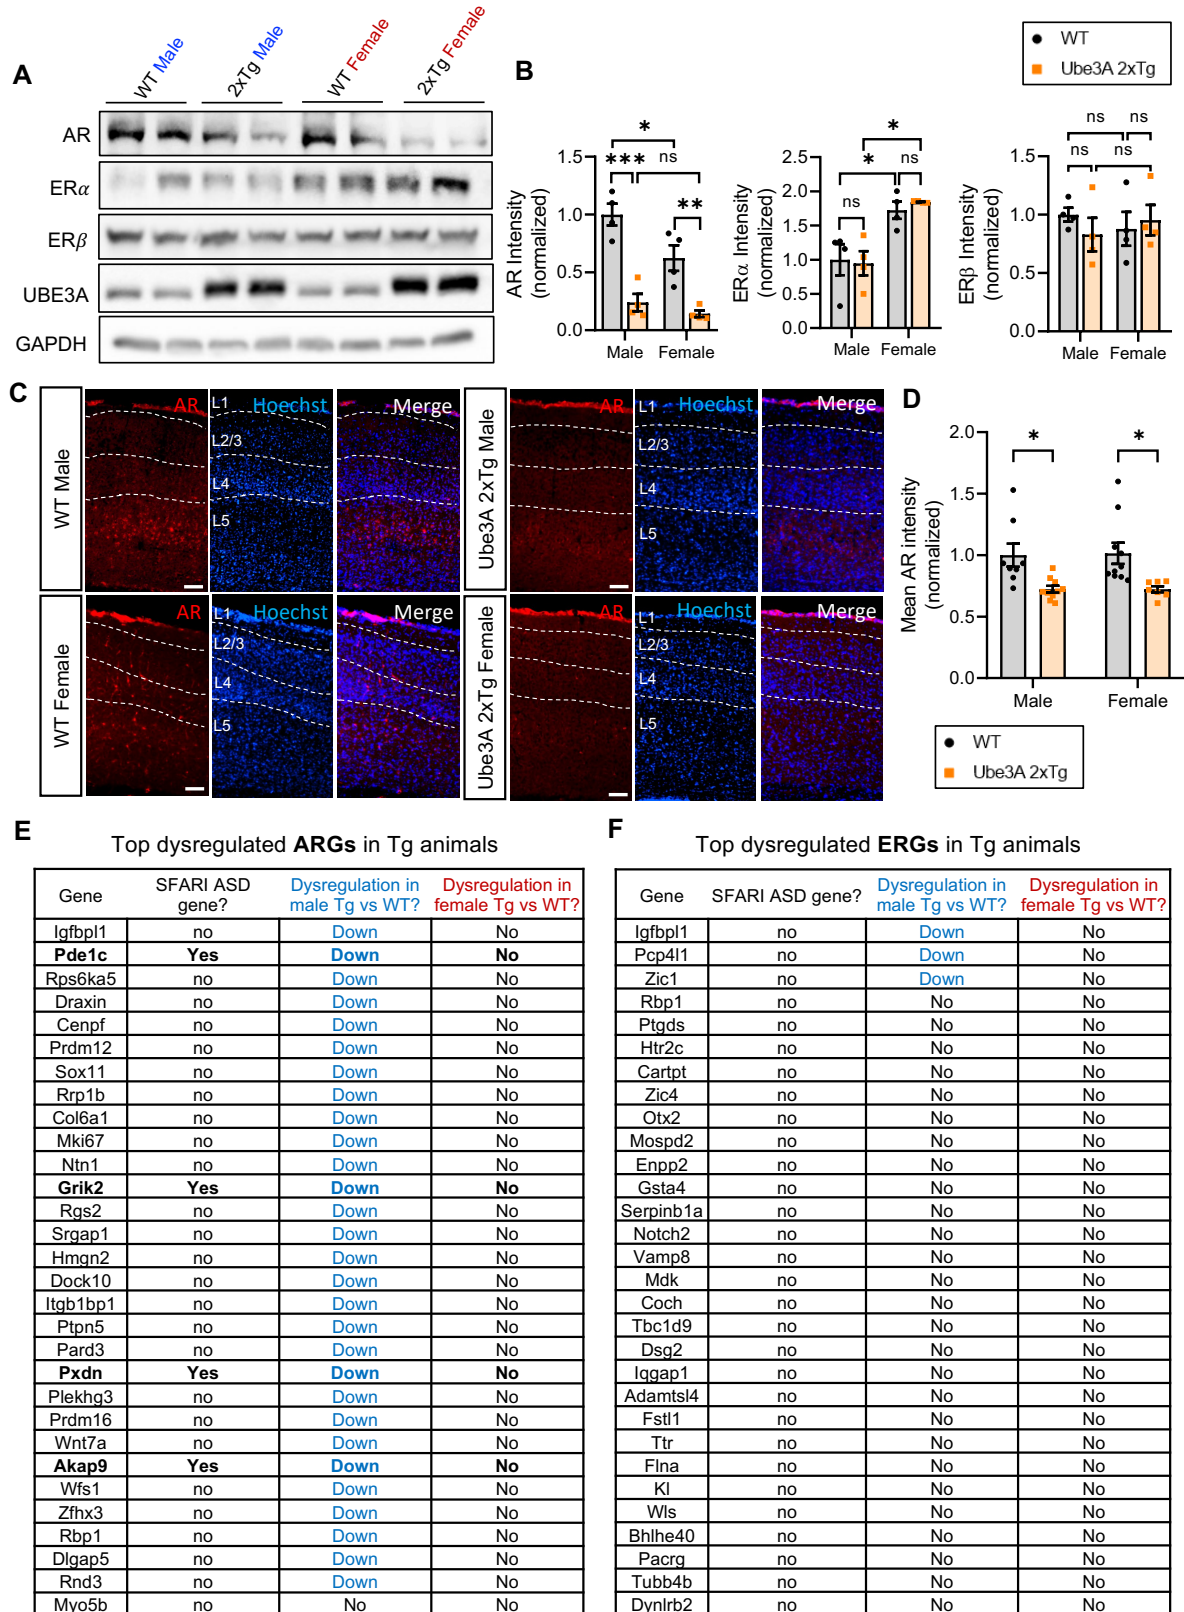 WT
Ube3A 2xTg
A
WT Male
2xTg Male
WT Female
2xTg Female
AR
ERα
ERβ
UBE3A
GAPDH
B
AR Intensity
(normalized)
1.5
1.0
0.5
0.0
*
***
ns
**
Male
Female
ERα Intensity
(normalized)
2.5
2.0
1.5
1.0
0.5
0.0
*
*
ns
ns
Male
Female
ERβ Intensity
(normalized)
1.5
1.0
0.5
0.0
ns
ns
ns
ns
Male
Female
C
WT Male
AR
L1
Hoechst
Merge
L2/3
L4
L5
Ube3A 2xTg Male
AR
L1
Hoechst
Merge
L2/3
L4
L5
WT Female
AR
L1
Hoechst
Merge
L2/3
L4
L5
Ube3A 2xTg Female
AR
L1
Hoechst
Merge
L2/3
L4
L5
D
Mean AR intensity
(normalized)
2.0
1.5
1.0
0.5
0.0
*
*
Male
Female
WT
Ube3A 2xTg
E
Top dysregulated ARGs in Tg animals
Gene SFARI ASD gene? Dysregulation in male Tg vs WT? Dysregulation in female Tg vs WT?
Igfbpl1 no Down No
Pde1c Yes Down No
Rps6ka5 no Down No
Draxin no Down No
Cenpf no Down No
Prdm12 no Down No
Sox11 no Down No
Rrp1b no Down No
Col6a1 no Down No
Mki67 no Down No
Ntn1 no Down No
Grik2 Yes Down No
Rgs2 no Down No
Srgap1 no Down No
Hmgn2 no Down No
Dock10 no Down No
Itgb1bp1 no Down No
Ptpn5 no Down No
Pard3 no Down No
Pxdn Yes Down No
Plekhg3 no Down No
Prdm16 no Down No
Wnt7a no Down No
Akap9 Yes Down No
Wfs1 no Down No
Zfhx3 no Down No
Rbp1 no Down No
Dlgap5 no Down No
Rnd3 no Down No
Myo5b no No No
F
Top dysregulated ERGs in Tg animals
Gene SFARI ASD gene? Dysregulation in male Tg vs WT? Dysregulation in female Tg vs WT?
Igfbpl1 no Down No
Pcp4l1 no Down No
Zic1 no Down No
Rbp1 no No No
Ptgds no No No
Htr2c no No No
Cartpt no No No
Zic4 no No No
Otx2 no No No
Mospd2 no No No
Enpp2 no No No
Gsta4 no No No
Serpinb1a no No No
Notch2 no No No
Vamp8 no No No
Mdk no No No
Coch no No No
Tbc1d9 no No No
Dsg2 no No No
Iqgap1 no No No
Adamtsl4 no No No
Fstl1 no No No
Ttr no No No
Flna no No No
Kl no No No
Wls no No No
Bhlhe40 no No No
Pacrg no No No
Tubb4b no No No
Dynlrb2 no No No